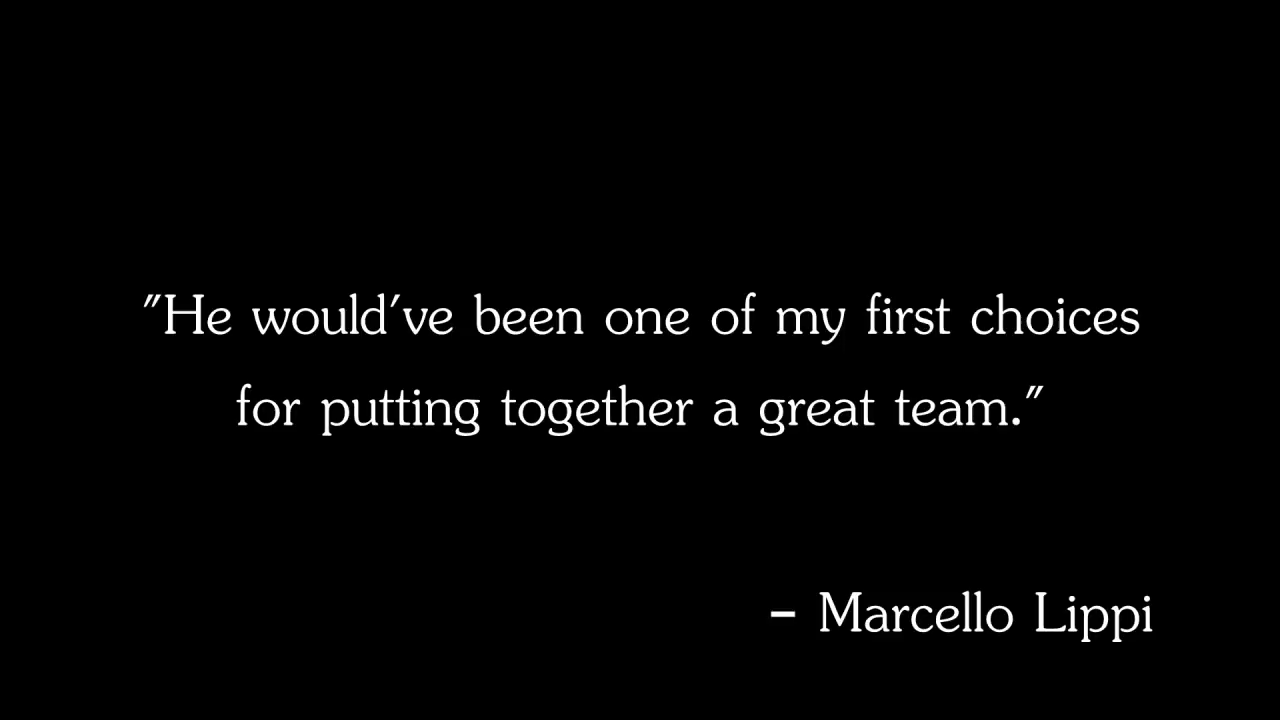 "He would've been one of my first choices
for putting together a great team."
- Marcello Lippi